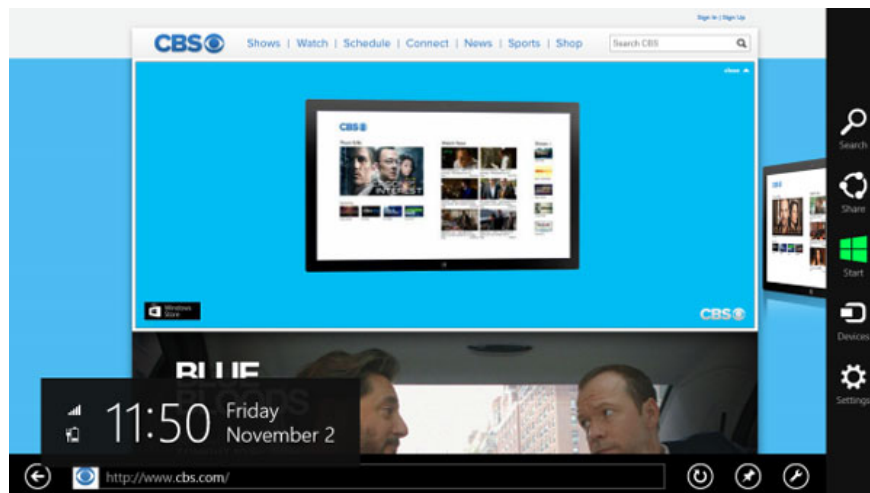 Sign In | Sign Up
CBS
Shows | Watch | Schedule | Connect | News | Sports | Shop
Search CBS
close
CBS
INTEREST
Windows
Store
CBS
BLUE
BLOODS
Search
Share
Start
Devices
Settings
11:50
Friday
November 2
http://www.cbs.com/